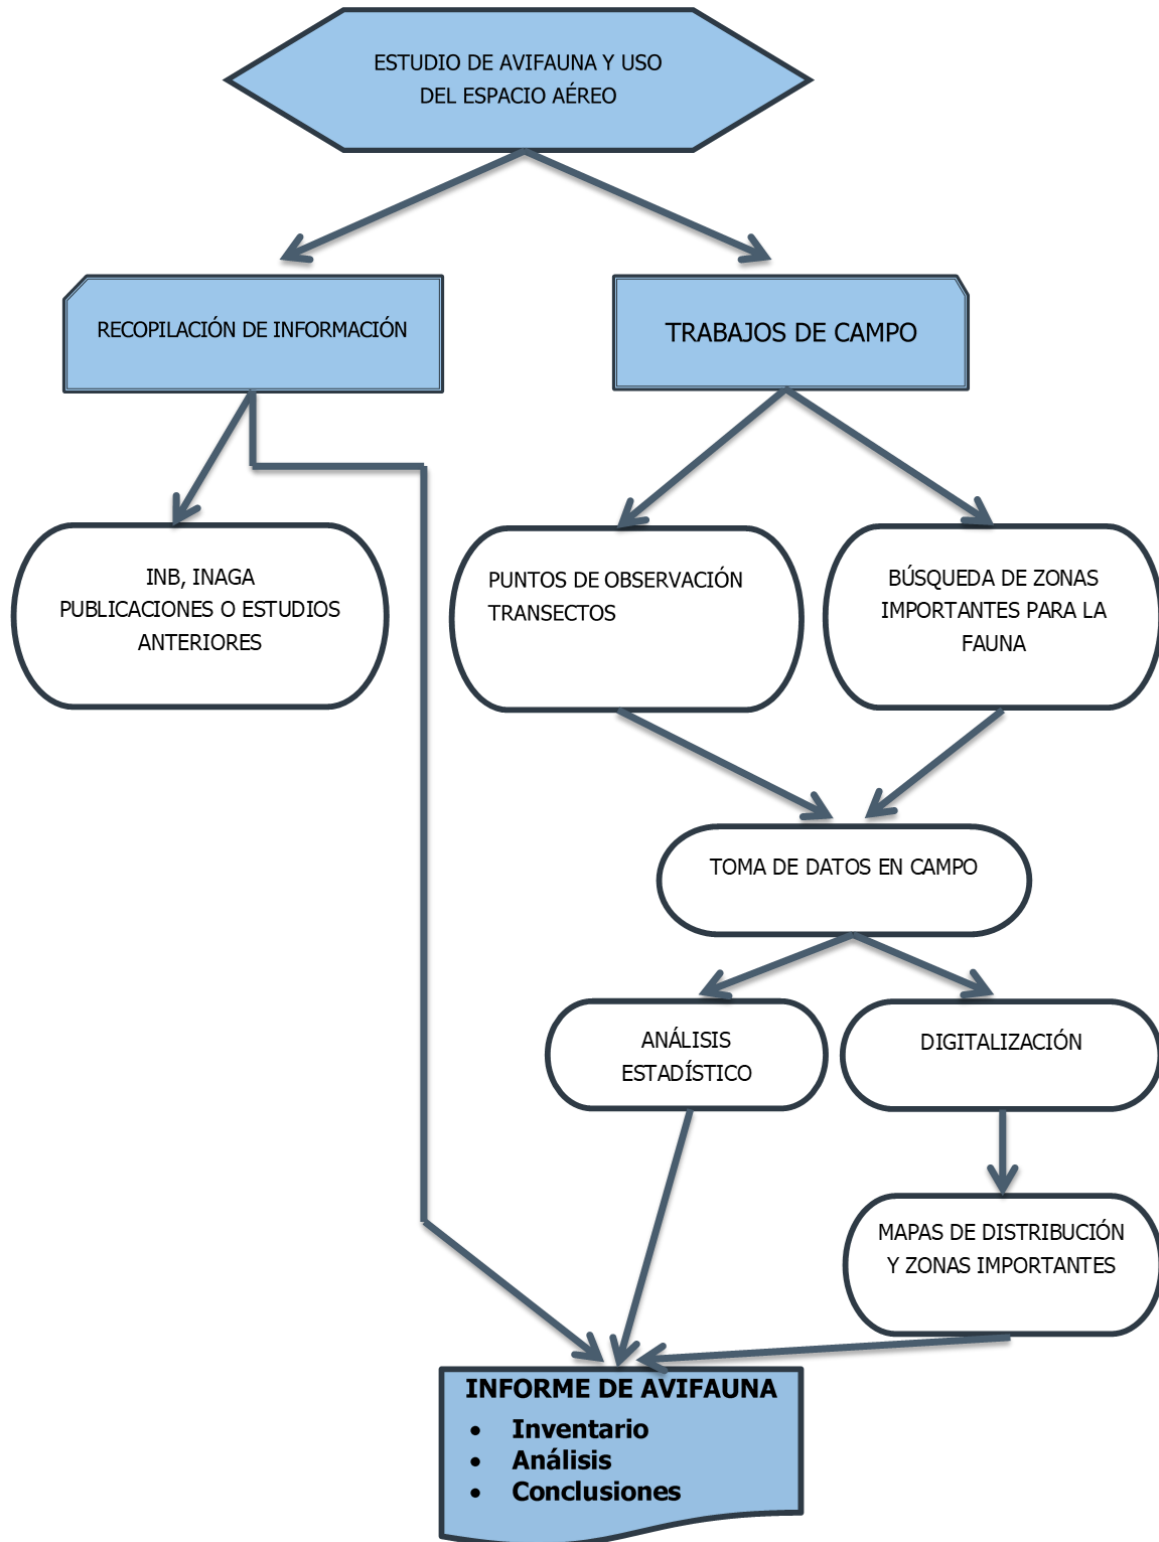 ESTUDIO DE AVIFAUNA Y USO
DEL ESPACIO AÉREO
RECOPILACIÓN DE INFORMACIÓN
TRABAJOS DE CAMPO
INB, INAGA
PUBLICACIONES O ESTUDIOS
ANTERIORES
PUNTOS DE OBSERVACIÓN
TRANSECTOS
BÚSQUEDA DE ZONAS
IMPORTANTES PARA LA
FAUNA
TOMA DE DATOS EN CAMPO
ANÁLISIS
ESTADÍSTICO
DIGITALIZACIÓN
MAPAS DE DISTRIBUCIÓN
Y ZONAS IMPORTANTES
INFORME DE AVIFAUNA
• Inventario
• Análisis
• Conclusiones